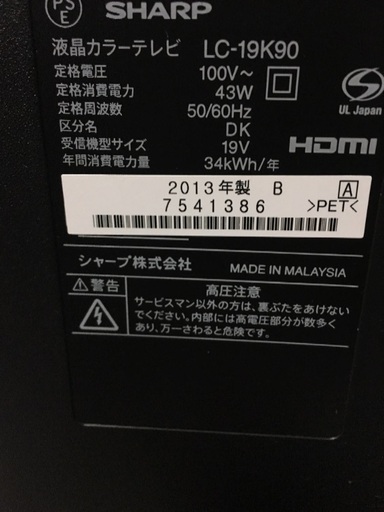 PS
E
SHARP
液晶カラーテレビ LC-19K90
定格電圧 100V~
定格消費電力 43W
定格周波数 50/60Hz
区分名 DK
受信機型サイズ 19V
年間消費電力量 34kWh/年
UL Japan
HDMI
2013年製 B A
7541386 >PET<
シャープ株式会社 MADE IN MALAYSIA
警告 高圧注意
サービスマン以外の方は、裏ぶたをあけない
でください。内部には高電圧部分が数多く
あり、万一さわると危険です。